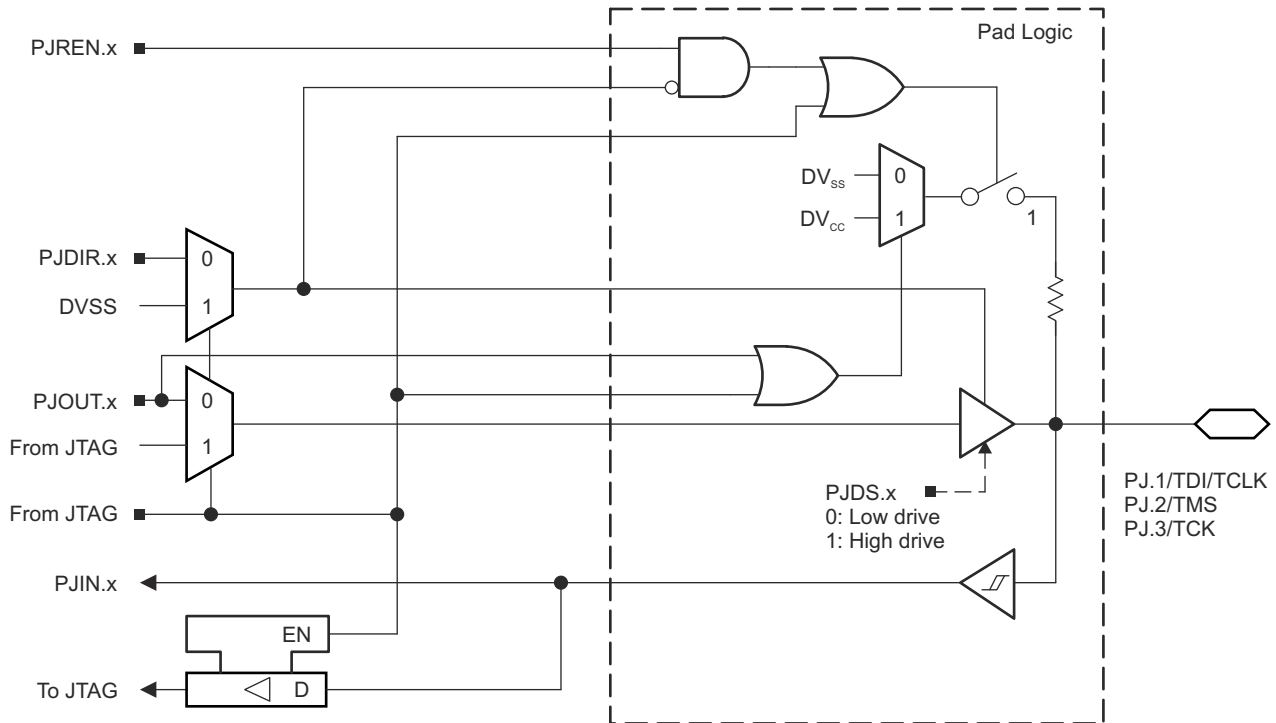 Pad Logic
PJREN.x
DVSS
0
DVCC
1
1
PJDIR.x
0
DVSS
1
PJOUT.x
0
From JTAG
1
From JTAG
PJDS.x
0: Low drive
1: High drive
PJ.1/TDI/TCLK
PJ.2/TMS
PJ.3/TCK
PJIN.x
EN
To JTAG
D